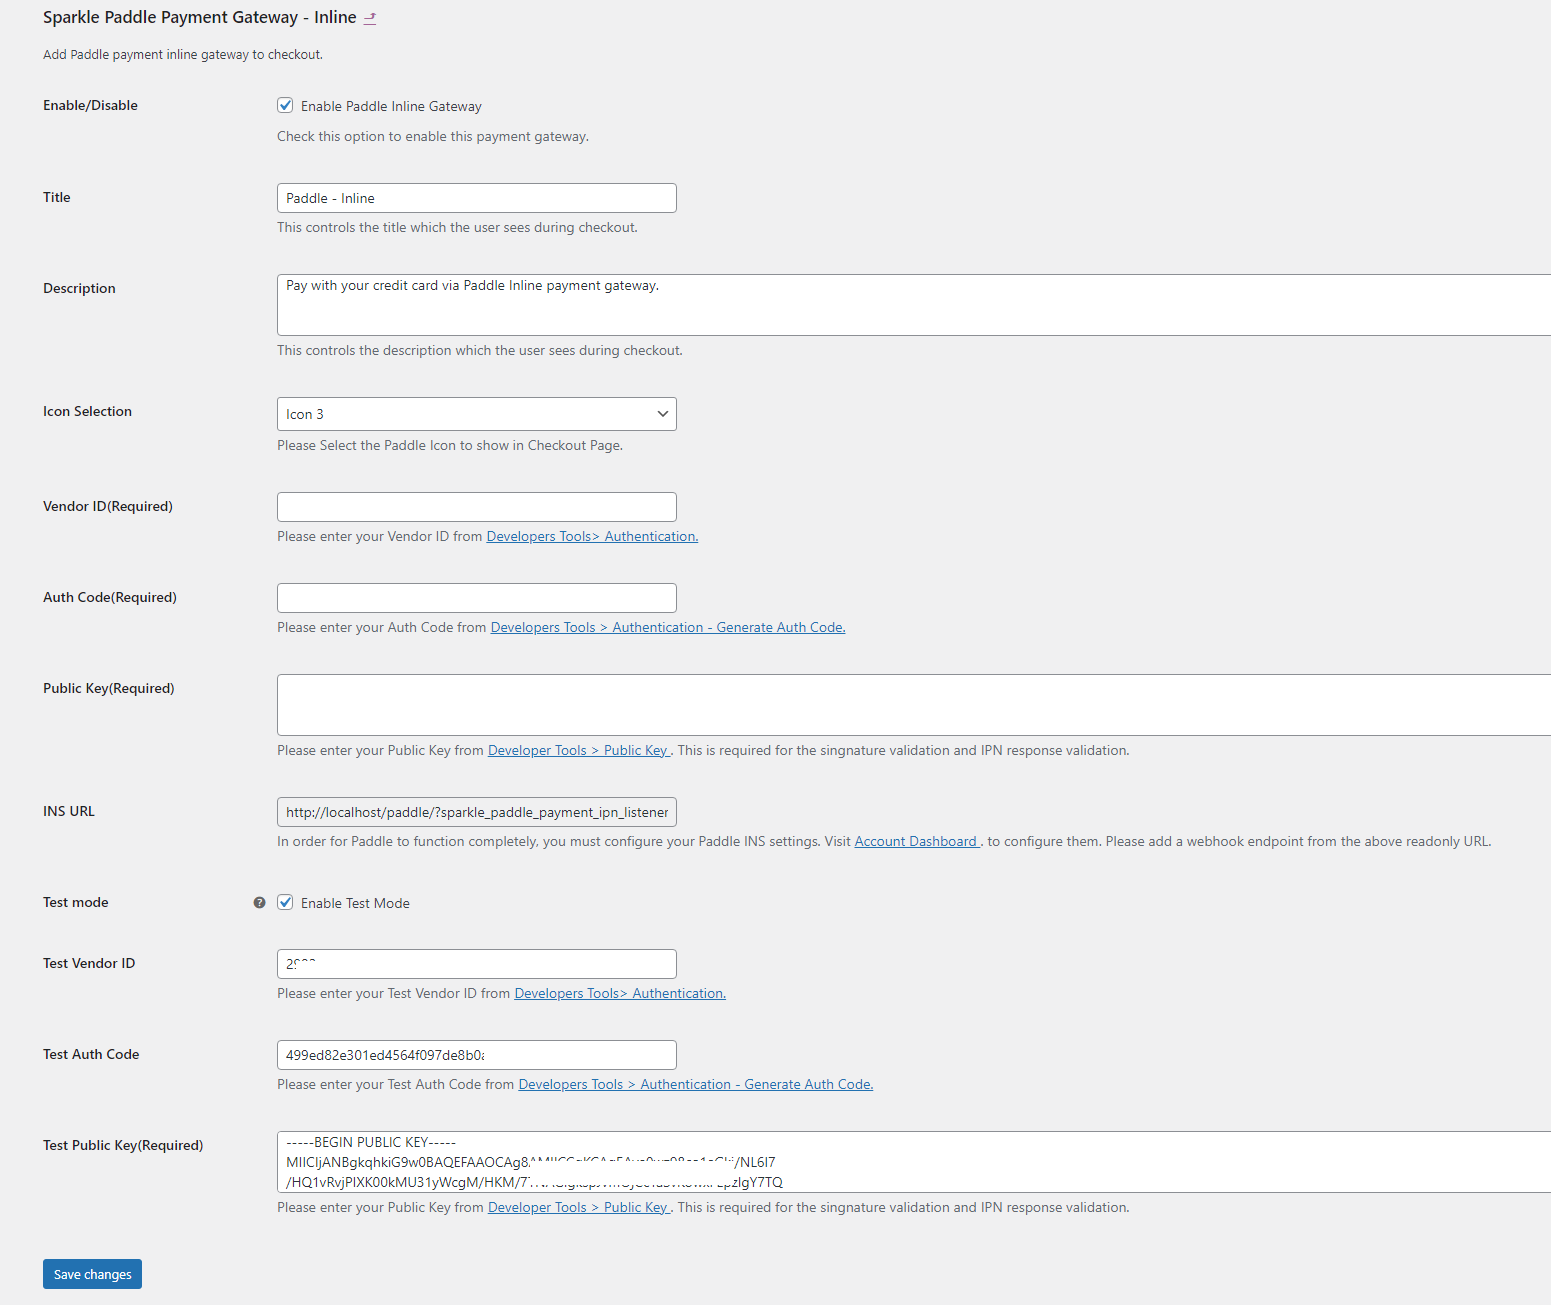 Sparkle Paddle Payment Gateway - Inline
Add Paddle payment inline gateway to checkout.
Enable/Disable
Enable Paddle Inline Gateway
Check this option to enable this payment gateway.
Title
Paddle - Inline
This controls the title which the user sees during checkout.
Description
Pay with your credit card via Paddle Inline payment gateway.
This controls the description which the user sees during checkout.
Icon Selection
Icon 3
Please Select the Paddle Icon to show in Checkout Page.
Vendor ID(Required)
Please enter your Vendor ID from Developers Tools> Authentication.
Auth Code(Required)
Please enter your Auth Code from Developers Tools > Authentication - Generate Auth Code.
Public Key(Required)
Please enter your Public Key from Developer Tools > Public Key . This is required for the singnature validation and IPN response validation.
INS URL
http://localhost/paddle/?sparkle_paddle_payment_ipn_listener
In order for Paddle to function completely, you must configure your Paddle INS settings. Visit Account Dashboard . to configure them. Please add a webhook endpoint from the above readonly URL.
Test mode
Enable Test Mode
Test Vendor ID
Please enter your Test Vendor ID from Developers Tools> Authentication.
Test Auth Code
499ed82e301ed4564f097de8b0
Please enter your Test Auth Code from Developers Tools > Authentication - Generate Auth Code.
Test Public Key(Required)
-----BEGIN PUBLIC KEY-----
Please enter your Public Key from Developer Tools > Public Key . This is required for the singnature validation and IPN response validation.
Save changes